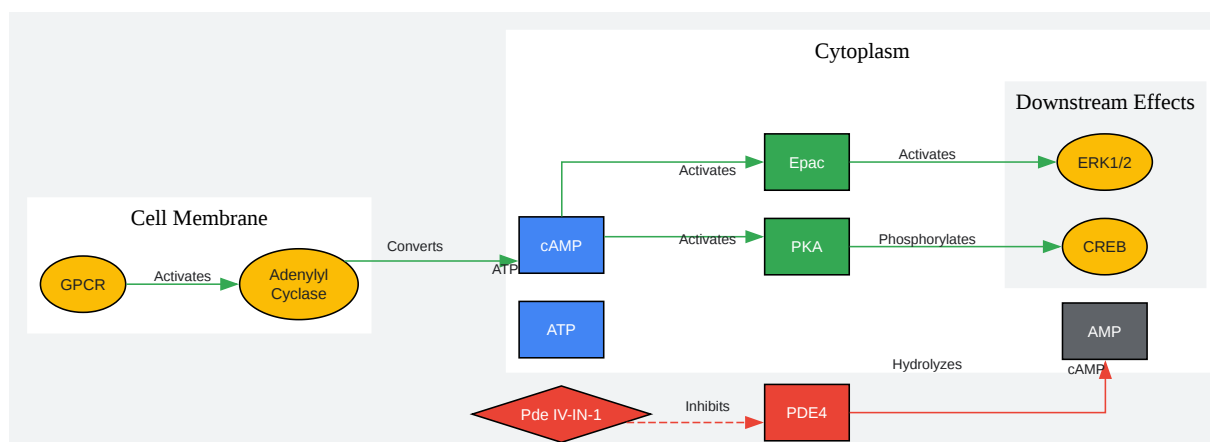 Cytoplasm
Downstream Effects
Epac
Activates
Activates
ERK1/2
Cell Membrane
Converts
ATP
cAMP
Activates
PKA
Phosphorylates
CREB
GPCR
Activates
Adenylyl
Cyclase
ATP
AMP
Hydrolyzes
cAMP
Pde IV-IN-1
Inhibits
PDE4